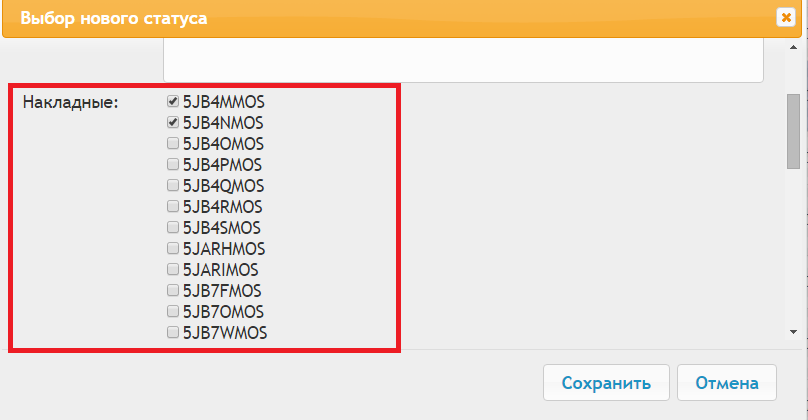 Выбор нового статуса
Накладные:
5JB4MMOS
5JB4NMOS
5JB4OMOS
5JB4PMOS
5JB4QMOS
5JB4RMOS
5JB4SMOS
5JARHMOS
5JARIMOS
5JB7FMOS
5JB7OMOS
5JB7WMOS
Сохранить
Отмена